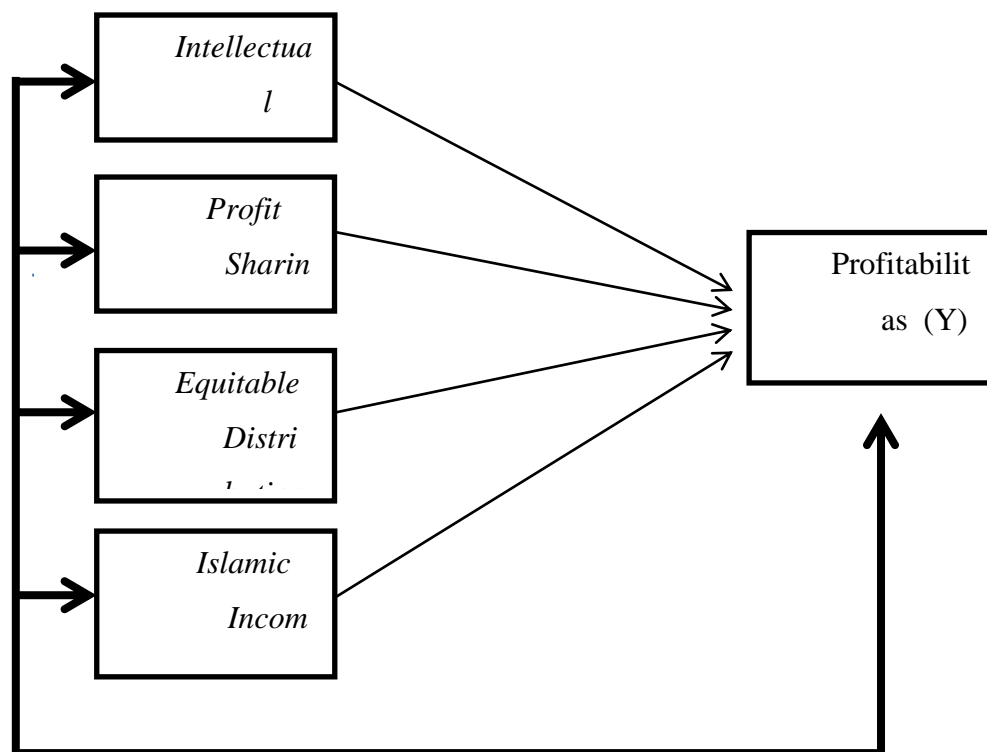 Intellectua
l
Profit
Sharin
Equitable
Distri
Islamic
Incom
Profitabilit
as (Y)